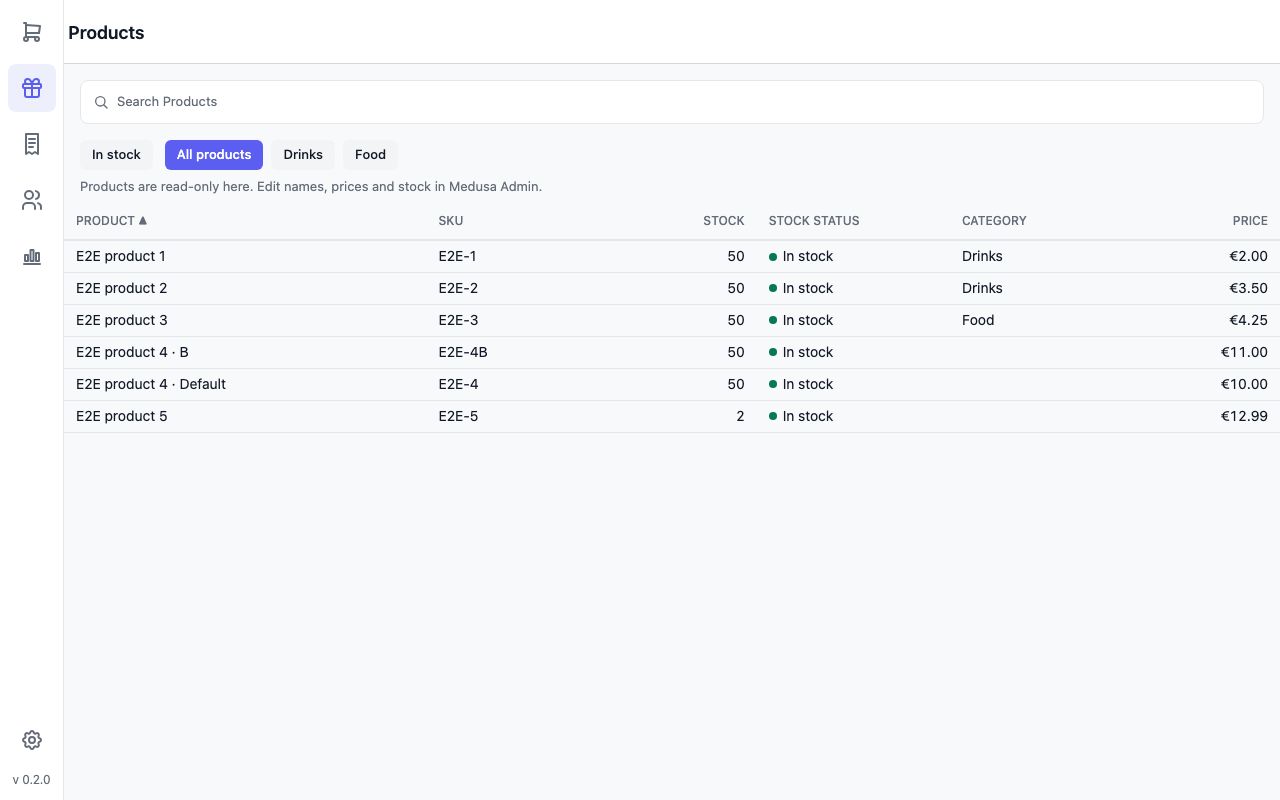 Products
Search Products
In stock All products Drinks Food
Products are read-only here. Edit names, prices and stock in Medusa Admin.
PRODUCT ▲ SKU STOCK STOCK STATUS CATEGORY PRICE
E2E product 1 E2E-1 50 In stock Drinks €2.00
E2E product 2 E2E-2 50 In stock Drinks €3.50
E2E product 3 E2E-3 50 In stock Food €4.25
E2E product 4 · B E2E-4B 50 In stock €11.00
E2E product 4 · Default E2E-4 50 In stock €10.00
E2E product 5 E2E-5 2 In stock €12.99
v 0.2.0